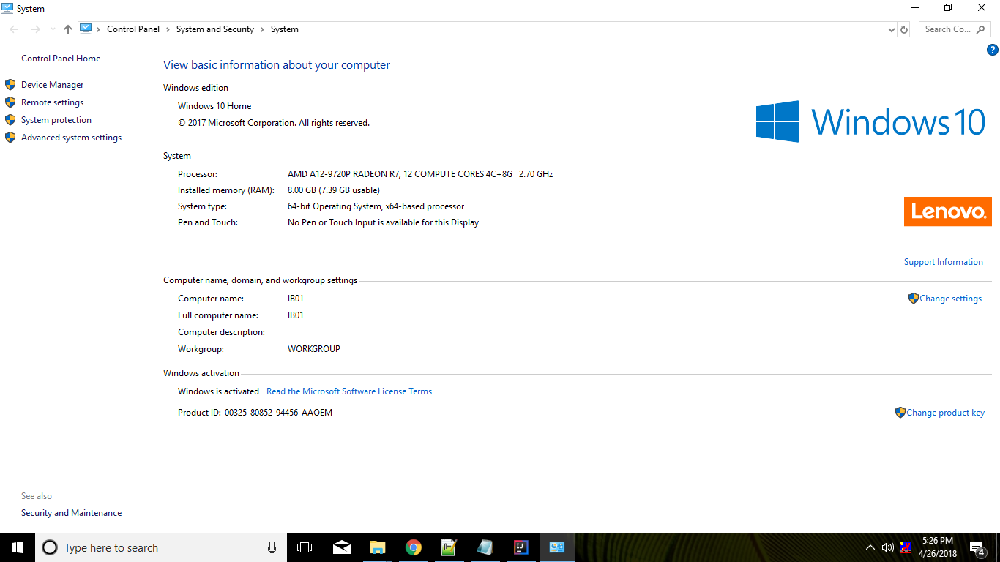 System
Control Panel > System and Security > System
Search Co...
Control Panel Home
Device Manager
Remote settings
System protection
Advanced system settings
See also
Security and Maintenance
View basic information about your computer
Windows edition
Windows 10 Home
© 2017 Microsoft Corporation. All rights reserved.
Windows 10
System
Processor: AMD A12-9720P RADEON R7, 12 COMPUTE CORES 4C+8G 2.70 GHz
Installed memory (RAM): 8.00 GB (7.39 GB usable)
System type: 64-bit Operating System, x64-based processor
Pen and Touch: No Pen or Touch Input is available for this Display
Lenovo
Support Information
Computer name, domain, and workgroup settings
Computer name: IB01
Full computer name: IB01
Computer description:
Workgroup: WORKGROUP
Change settings
Windows activation
Windows is activated Read the Microsoft Software License Terms
Product ID: 00325-80852-94456-AAOEM
Change product key
Type here to search
IJ
5:26 PM
4/26/2018
4